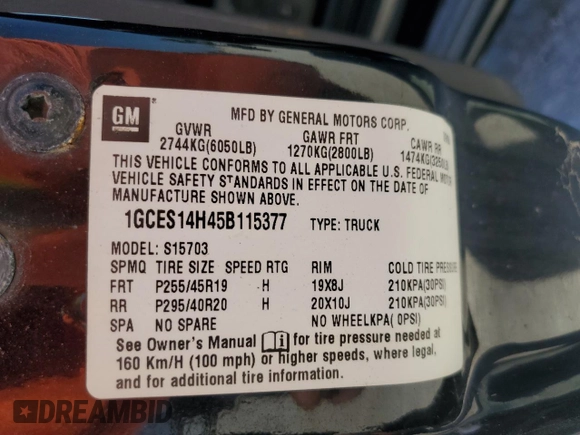 GM
MFD BY GENERAL MOTORS CORP.
GVWR GAWR FRT GAWR RR
2744KG(6050LB) 1270KG(2800LB) 1474KG(3250LB
THIS VEHICLE CONFORMS TO ALL APPLICABLE U.S. FEDERAL MOTOR
VEHICLE SAFETY STANDARDS IN EFFECT ON THE DATE OF
MANUFACTURE SHOWN ABOVE.
1GCES14H45B115377 TYPE: TRUCK
MODEL: S15703
SPMQ TIRE SIZE SPEED RTG RIM COLD TIRE PRESSURE
FRT P255/45R19 H 19X8J 210KPA(30PSI)
RR P295/40R20 H 20X10J 210KPA(30PSI)
SPA NO SPARE NO WHEELKPA( 0PSI)
See Owner's Manual i for tire pressure needed at
160 Km/H (100 mph) or higher speeds, where legal,
and for additional tire information.
DREAMBID